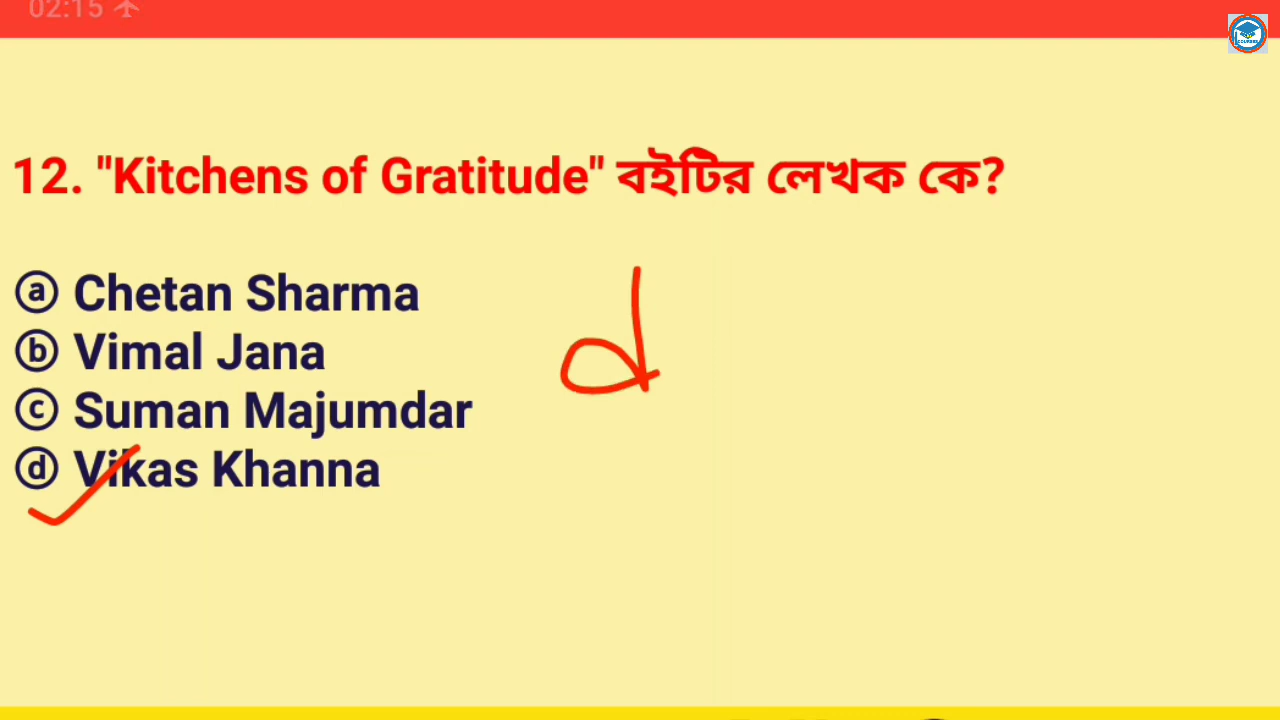 02:15
12. "Kitchens of Gratitude" বইটির লেখক কে?
ⓐ Chetan Sharma
ⓑ Vimal Jana
ⓒ Suman Majumdar
ⓓ Vikas Khanna
d